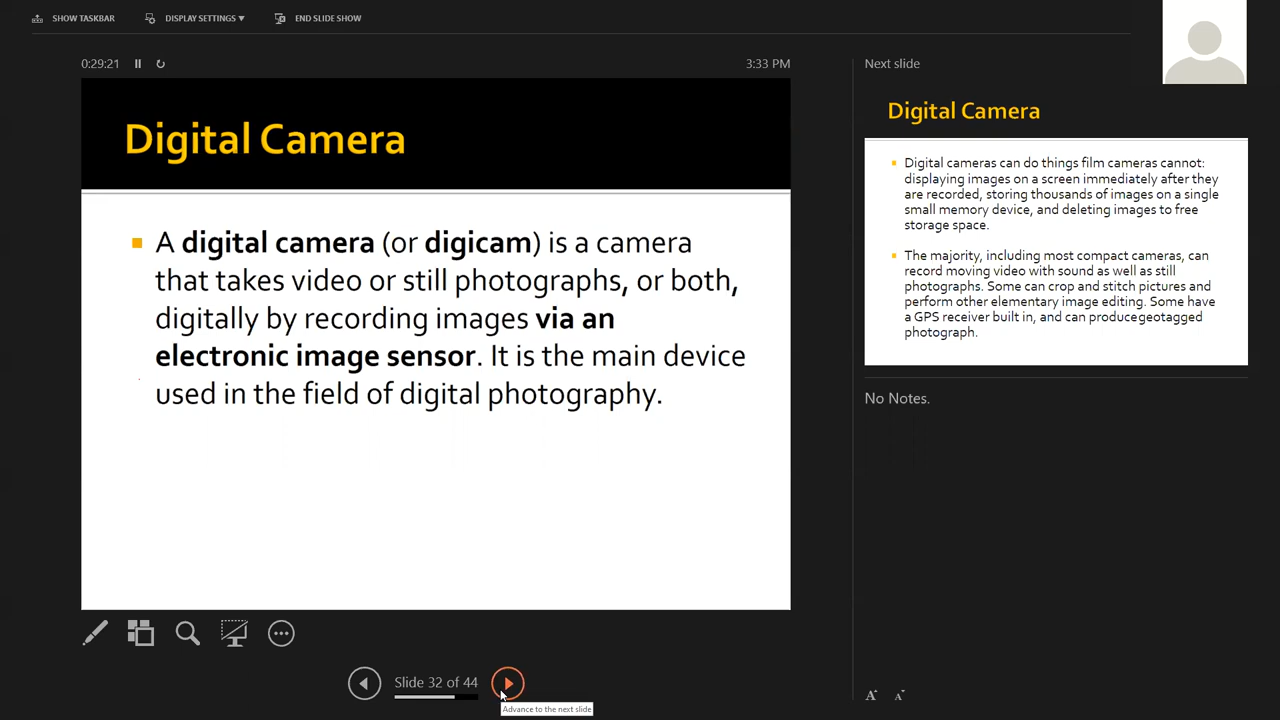 SHOW TASKBAR
DISPLAY SETTINGS ▼
END SLIDE SHOW
0:29:21
3:33 PM
Digital Camera
A digital camera (or digicam) is a camera
that takes video or still photographs, or both,
digitally by recording images via an
electronic image sensor. It is the main device
used in the field of digital photography.
Slide 32 of 44
Advance to the next slide
Next slide
Digital Camera
Digital cameras can do things film cameras cannot:
displaying images on a screen immediately after they
are recorded, storing thousands of images on a single
small memory device, and deleting images to free
storage space.
The majority, including most compact cameras, can
record moving video with sound as well as still
photographs. Some can crop and stitch pictures and
perform other elementary image editing. Some have
a GPS receiver built in, and can producegeotagged
photograph.
No Notes.
A A